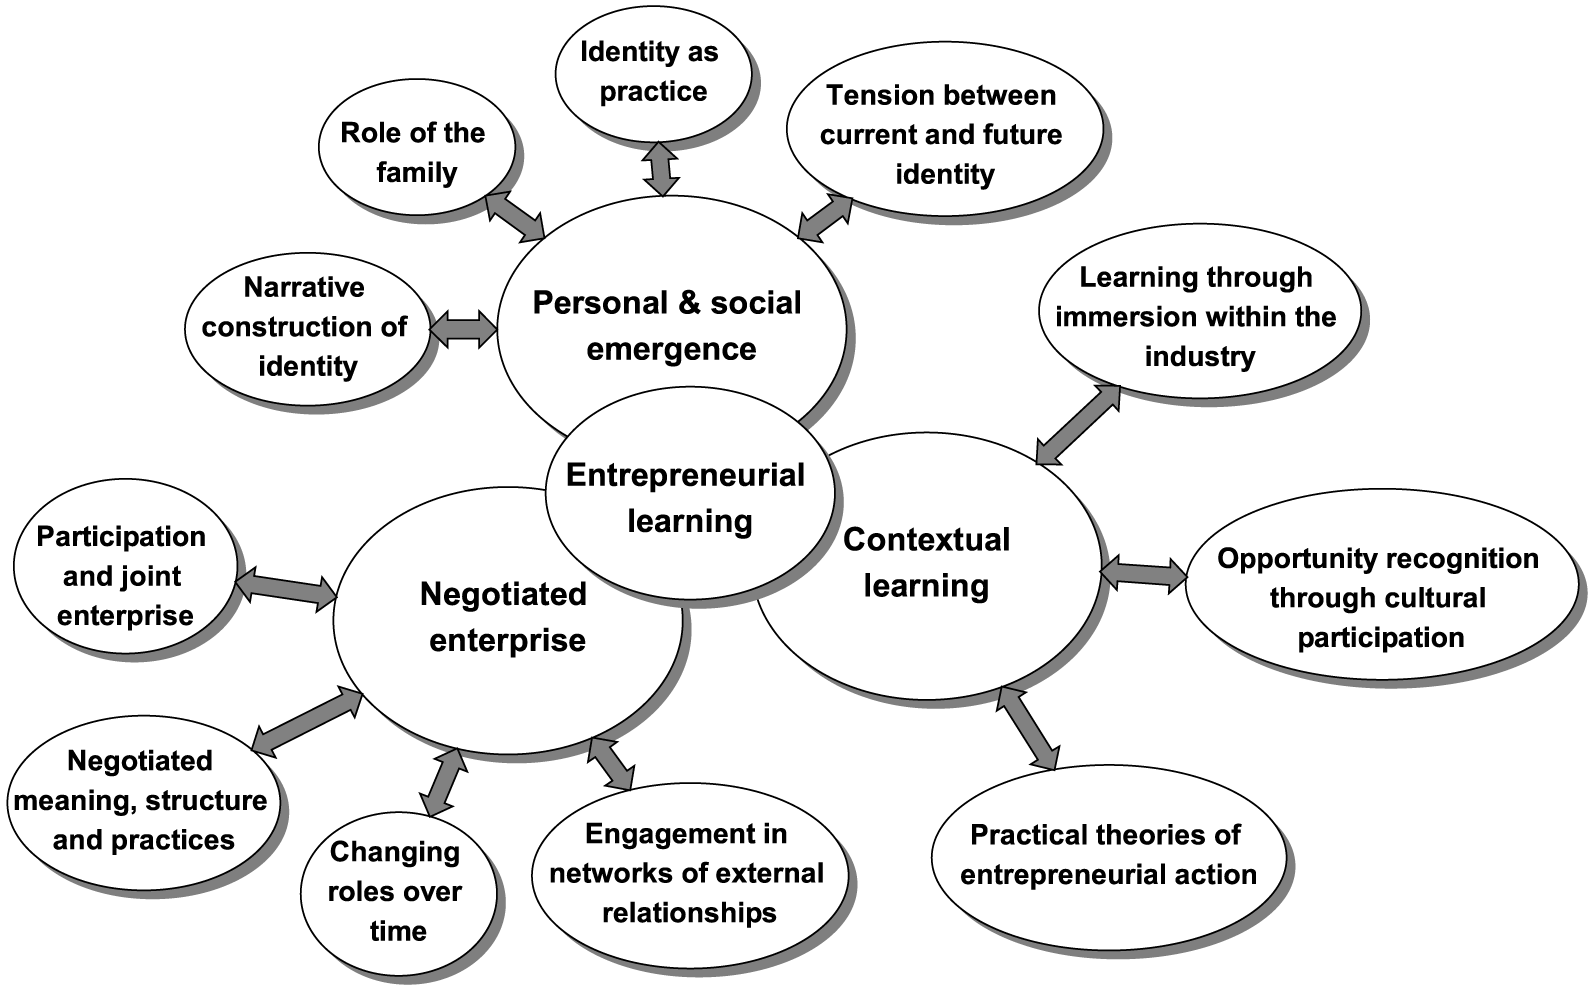 Identity as
practice
Role of the
family
Tension between
current and future
identity
Narrative
construction of
identity
Personal & social
emergence
Learning through
immersion within the
industry
Entrepreneurial
learning
Participation
and joint
enterprise
Negotiated
enterprise
Contextual
learning
Opportunity recognition
through cultural
participation
Negotiated
meaning, structure
and practices
Changing
roles over
time
Engagement in
networks of external
relationships
Practical theories of
entrepreneurial action